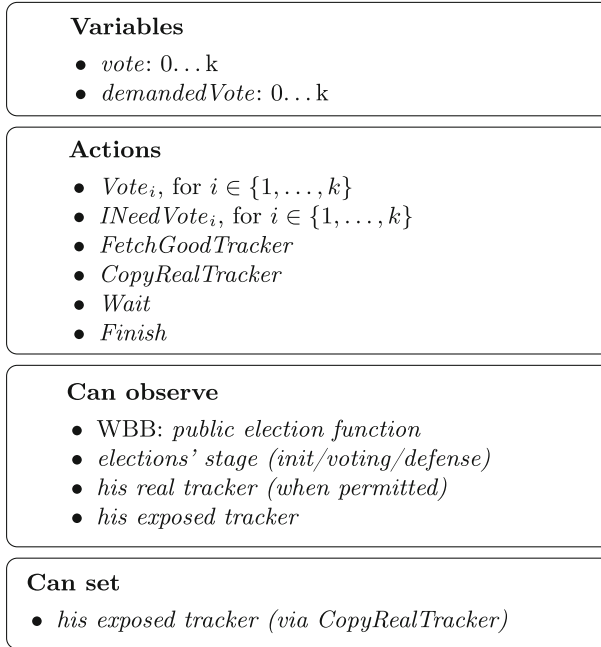 Variables
• vote: 0...k
• demandedVote: 0...k
Actions
• Vote_i, for i ∈ {1, ..., k}
• INeedVote_i, for i ∈ {1, ..., k}
• FetchGoodTracker
• CopyRealTracker
• Wait
• Finish
Can observe
• WBB: public election function
• elections' stage (init/voting/defense)
• his real tracker (when permitted)
• his exposed tracker
Can set
• his exposed tracker (via CopyRealTracker)